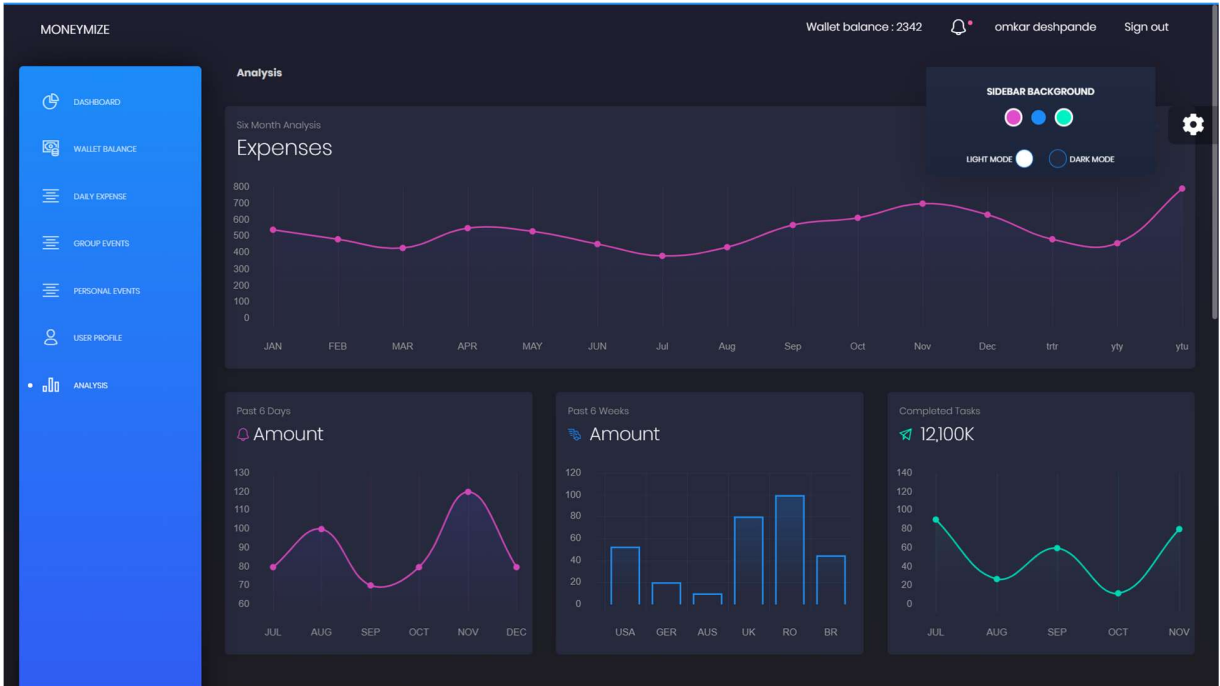 MONEYMIZE
Wallet balance : 2342
omkar deshpande
Sign out
DASHBOARD
WALLET BALANCE
DAILY EXPENSE
GROUP EVENTS
PERSONAL EVENTS
USER PROFILE
ANALYSIS
Analysis
SIDEBAR BACKGROUND
LIGHT MODE DARK MODE
Six Month Analysis
Expenses
800
700
600
500
400
300
200
100
0
JAN FEB MAR APR MAY JUN Jul Aug Sep Oct Nov Dec trtr yty ytu
Past 6 Days
Amount
130
120
110
100
90
80
70
60
JUL AUG SEP OCT NOV DEC
Past 6 Weeks
Amount
120
100
80
60
40
20
0
USA GER AUS UK RO BR
Completed Tasks
12,100K
140
120
100
80
60
40
20
0
JUL AUG SEP OCT NOV